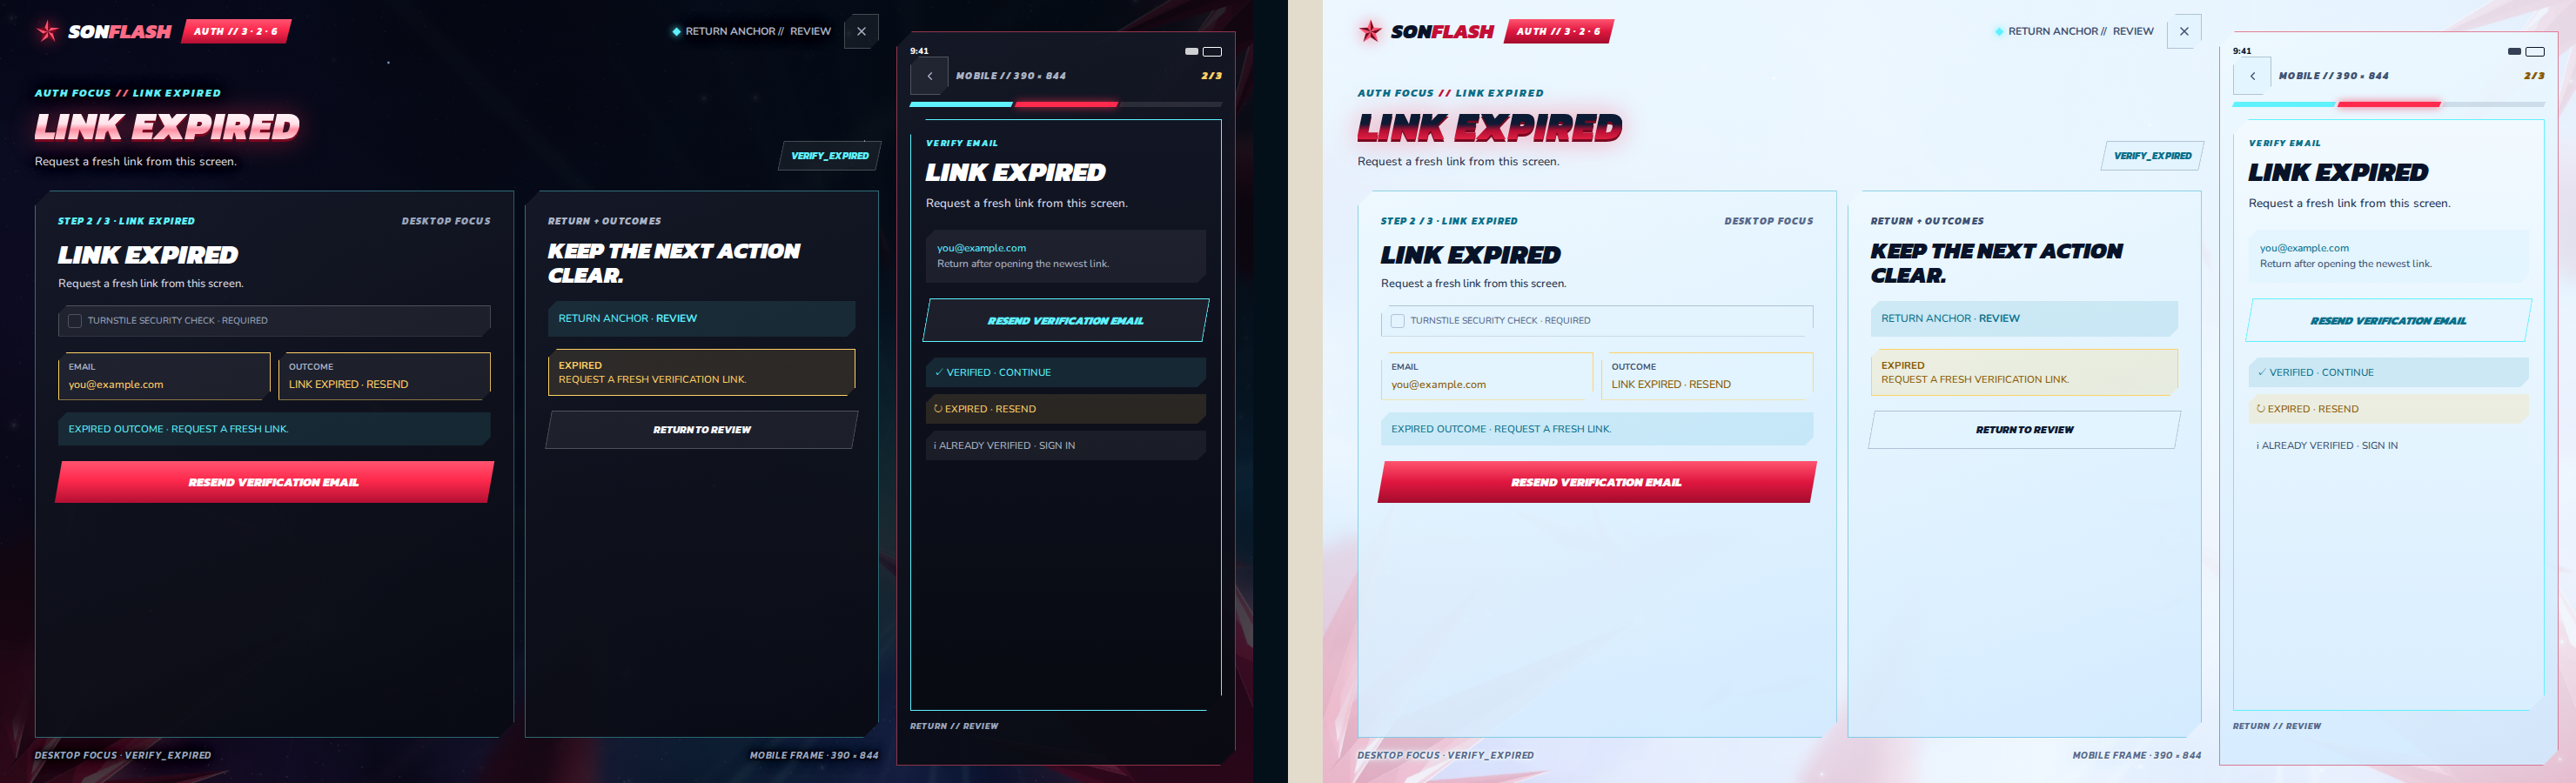 SONFLASH
AUTH // 3 · 2 · 6
RETURN ANCHOR // REVIEW
AUTH FOCUS // LINK EXPIRED
LINK EXPIRED
Request a fresh link from this screen.
VERIFY_EXPIRED
STEP 2 / 3 · LINK EXPIRED
DESKTOP FOCUS
LINK EXPIRED
Request a fresh link from this screen.
TURNSTILE SECURITY CHECK · REQUIRED
EMAIL
you@example.com
OUTCOME
LINK EXPIRED · RESEND
EXPIRED OUTCOME · REQUEST A FRESH LINK.
RESEND VERIFICATION EMAIL
RETURN + OUTCOMES
KEEP THE NEXT ACTION
CLEAR.
RETURN ANCHOR · REVIEW
EXPIRED
REQUEST A FRESH VERIFICATION LINK.
RETURN TO REVIEW
DESKTOP FOCUS · VERIFY_EXPIRED
MOBILE FRAME · 390 × 844
9:41
MOBILE // 390 × 844
2/3
VERIFY EMAIL
LINK EXPIRED
Request a fresh link from this screen.
you@example.com
Return after opening the newest link.
RESEND VERIFICATION EMAIL
✓ VERIFIED · CONTINUE
↻ EXPIRED · RESEND
i ALREADY VERIFIED · SIGN IN
RETURN // REVIEW
SONFLASH
AUTH // 3 · 2 · 6
RETURN ANCHOR // REVIEW
AUTH FOCUS // LINK EXPIRED
LINK EXPIRED
Request a fresh link from this screen.
VERIFY_EXPIRED
STEP 2 / 3 · LINK EXPIRED
DESKTOP FOCUS
LINK EXPIRED
Request a fresh link from this screen.
TURNSTILE SECURITY CHECK · REQUIRED
EMAIL
you@example.com
OUTCOME
LINK EXPIRED · RESEND
EXPIRED OUTCOME · REQUEST A FRESH LINK.
RESEND VERIFICATION EMAIL
RETURN + OUTCOMES
KEEP THE NEXT ACTION
CLEAR.
RETURN ANCHOR · REVIEW
EXPIRED
REQUEST A FRESH VERIFICATION LINK.
RETURN TO REVIEW
DESKTOP FOCUS · VERIFY_EXPIRED
MOBILE FRAME · 390 × 844
9:41
MOBILE // 390 × 844
2/3
VERIFY EMAIL
LINK EXPIRED
Request a fresh link from this screen.
you@example.com
Return after opening the newest link.
RESEND VERIFICATION EMAIL
✓ VERIFIED · CONTINUE
↻ EXPIRED · RESEND
i ALREADY VERIFIED · SIGN IN
RETURN // REVIEW